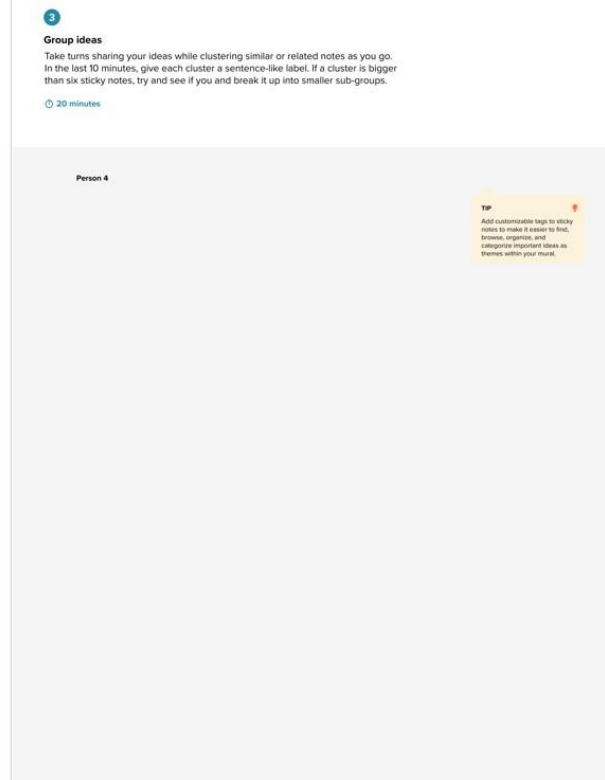 3
Group ideas
Take turns sharing your ideas while clustering similar or related notes as you go.
In the last 10 minutes, give each cluster a sentence-like label. If a cluster is bigger
than six sticky notes, try and see if you and break it up into smaller sub-groups.
20 minutes
Person 4
TIP
Add customizable tags to sticky
notes to make it easier to find,
browse, organize, and
categorize important ideas as
themes within your mural.